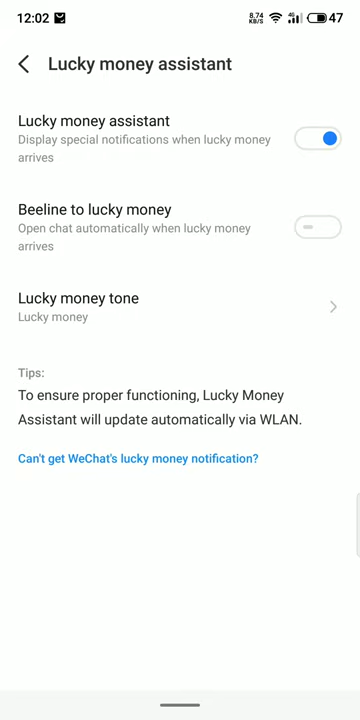 12:02
8.74 KB/S 4G 47
Lucky money assistant
Lucky money assistant
Display special notifications when lucky money
arrives
Beeline to lucky money
Open chat automatically when lucky money
arrives
Lucky money tone
Lucky money
Tips:
To ensure proper functioning, Lucky Money
Assistant will update automatically via WLAN.
Can't get WeChat's lucky money notification?